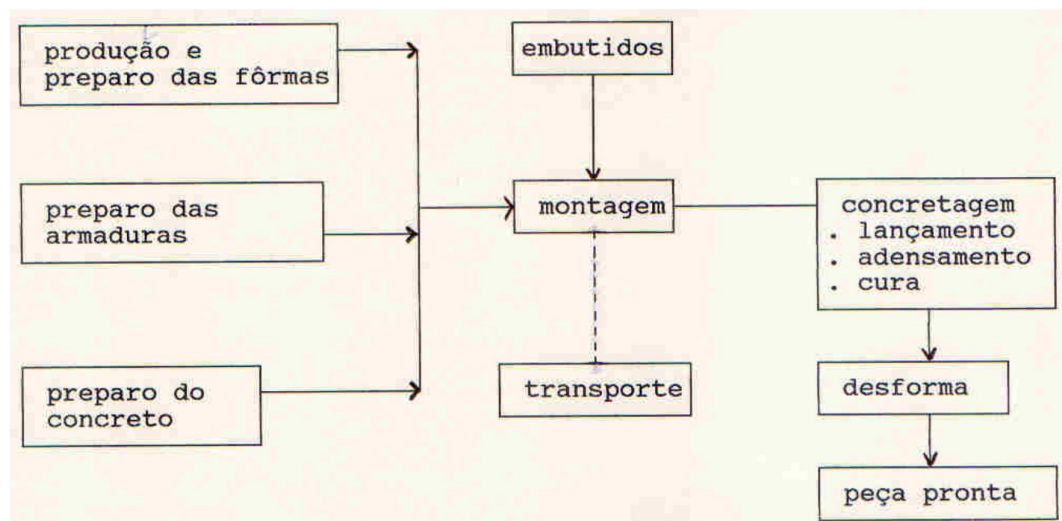 produção e
preparo das fôrmas
embutidos
preparo das
armaduras
montagem
concretagem
. lançamento
. adensamento
. cura
preparo do
concreto
transporte
desforma
peça pronta